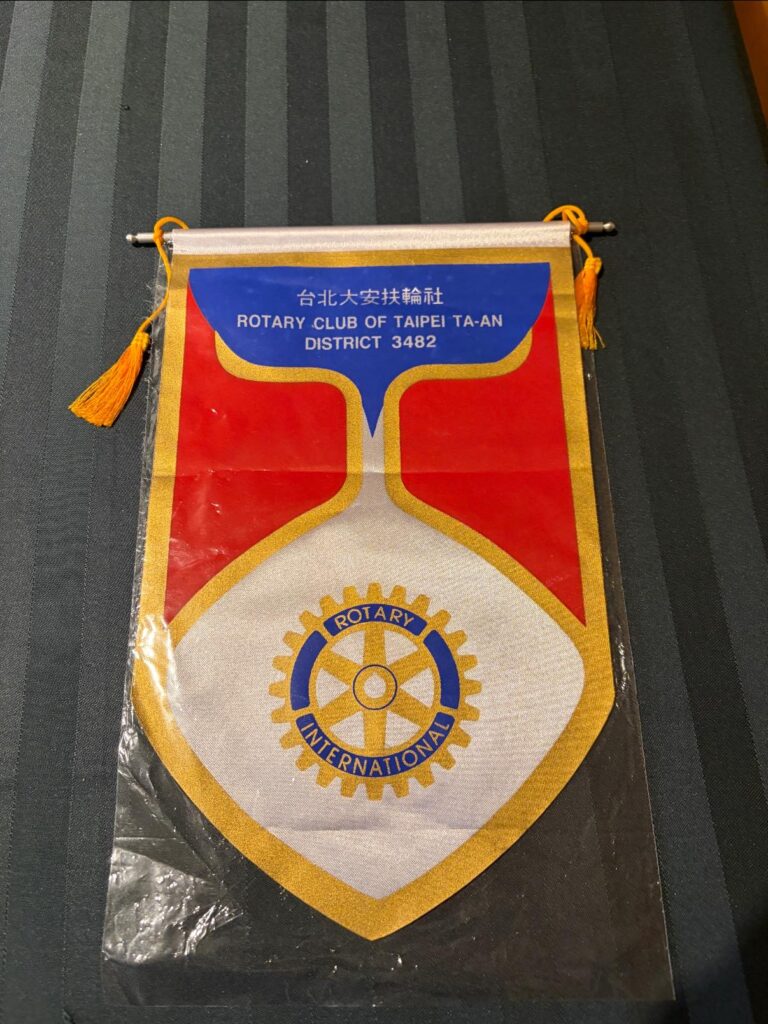 台北大安扶輪社
ROTARY CLUB OF TAIPEI TA-AN
DISTRICT 3482
ROTARY
INTERNATIONAL